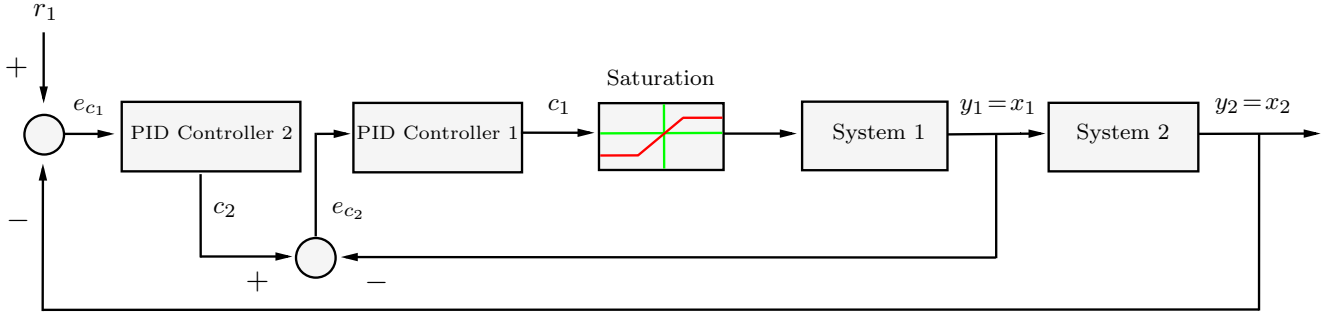 r₁
+
e_{c₁}
PID Controller 2
PID Controller 1
c₁
Saturation
System 1
y₁ = x₁
System 2
y₂ = x₂
−
c₂
e_{c₂}
+
−